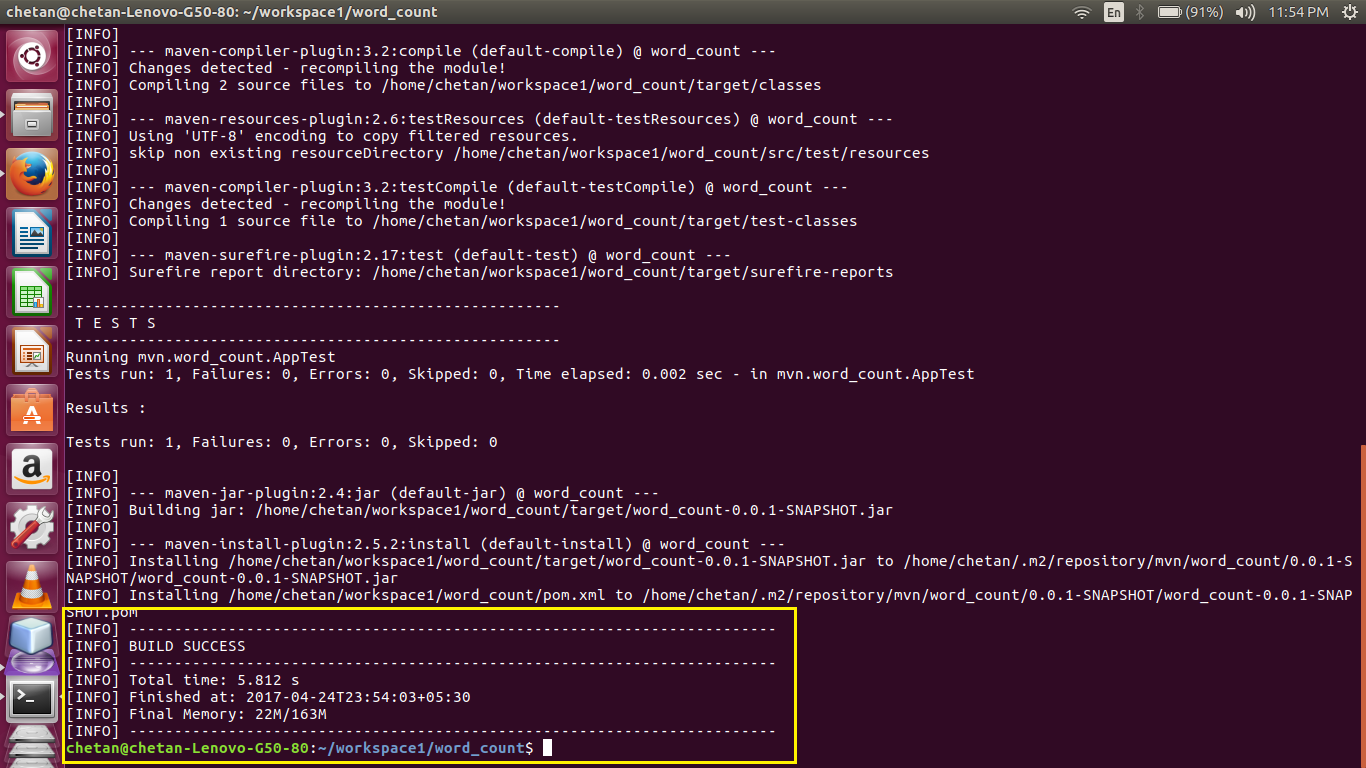 chetan@chetan-Lenovo-G50-80: ~/workspace1/word_count
En
(91%)
11:54 PM
[INFO]
[INFO] --- maven-compiler-plugin:3.2:compile (default-compile) @ word_count ---
[INFO] Changes detected - recompiling the module!
[INFO] Compiling 2 source files to /home/chetan/workspace1/word_count/target/classes
[INFO]
[INFO] --- maven-resources-plugin:2.6:testResources (default-testResources) @ word_count ---
[INFO] Using 'UTF-8' encoding to copy filtered resources.
[INFO] skip non existing resourceDirectory /home/chetan/workspace1/word_count/src/test/resources
[INFO]
[INFO] --- maven-compiler-plugin:3.2:testCompile (default-testCompile) @ word_count ---
[INFO] Changes detected - recompiling the module!
[INFO] Compiling 1 source file to /home/chetan/workspace1/word_count/target/test-classes
[INFO]
[INFO] --- maven-surefire-plugin:2.17:test (default-test) @ word_count ---
[INFO] Surefire report directory: /home/chetan/workspace1/word_count/target/surefire-reports
-------------------------------------------------------
T E S T S
-------------------------------------------------------
Running mvn.word_count.AppTest
Tests run: 1, Failures: 0, Errors: 0, Skipped: 0, Time elapsed: 0.002 sec - in mvn.word_count.AppTest
Results :
Tests run: 1, Failures: 0, Errors: 0, Skipped: 0
[INFO]
[INFO] --- maven-jar-plugin:2.4:jar (default-jar) @ word_count ---
[INFO] Building jar: /home/chetan/workspace1/word_count/target/word_count-0.0.1-SNAPSHOT.jar
[INFO]
[INFO] --- maven-install-plugin:2.5.2:install (default-install) @ word_count ---
[INFO] Installing /home/chetan/workspace1/word_count/target/word_count-0.0.1-SNAPSHOT.jar to /home/chetan/.m2/repository/mvn/word_count/0.0.1-S
NAPSHOT/word_count-0.0.1-SNAPSHOT.jar
[INFO] Installing /home/chetan/workspace1/word_count/pom.xml to /home/chetan/.m2/repository/mvn/word_count/0.0.1-SNAPSHOT/word_count-0.0.1-SNAP
SHOT.pom
[INFO] ------------------------------------------------------------------------
[INFO] BUILD SUCCESS
[INFO] ------------------------------------------------------------------------
[INFO] Total time: 5.812 s
[INFO] Finished at: 2017-04-24T23:54:03+05:30
[INFO] Final Memory: 22M/163M
[INFO] ------------------------------------------------------------------------
chetan@chetan-Lenovo-G50-80:~/workspace1/word_count$